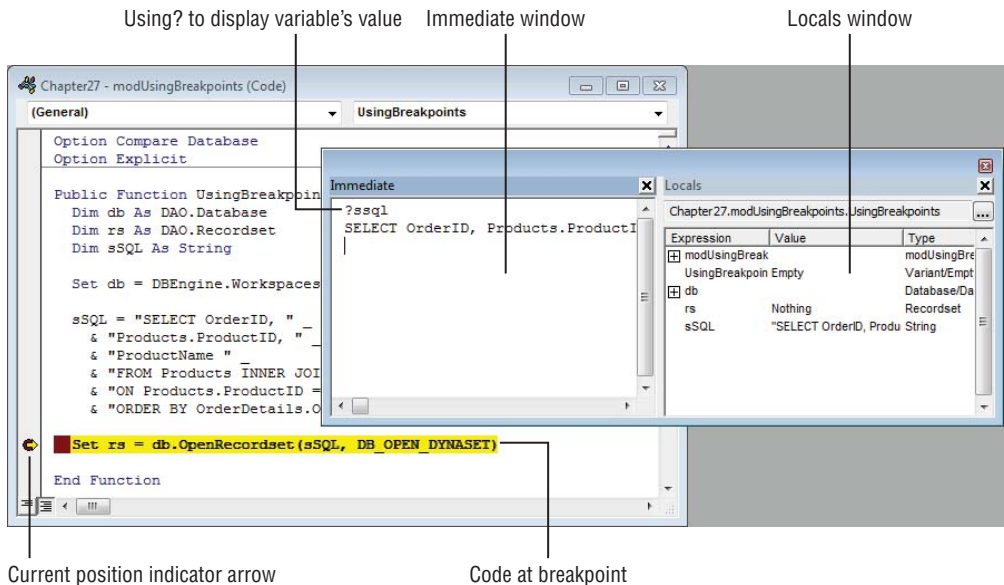 Using? to display variable's value Immediate window Locals window
Chapter27 - modUsingBreakpoints (Code)
(General) UsingBreakpoints
Option Compare Database
Option Explicit
Public Function UsingBreakpoin
Dim db As DAO.Database
Dim rs As DAO.Recordset
Dim sSQL As String
Set db = DBEngine.Workspaces
sSQL = "SELECT OrderID, " _
& "Products.ProductID, " _
& "ProductName " _
& "FROM Products INNER JOI
& "ON Products.ProductID =
& "ORDER BY OrderDetails.O
Set rs = db.OpenRecordset(sSQL, DB_OPEN_DYNASET)
End Function
Immediate
?ssql
SELECT OrderID, Products.ProductI
Locals
Chapter27.modUsingBreakpoints.UsingBreakpoints ...
Expression Value Type
modUsingBreak modUsingBre
UsingBreakpoin Empty Variant/Empt
db Database/Da
rs Nothing Recordset
sSQL "SELECT OrderID, Produ String
Current position indicator arrow Code at breakpoint